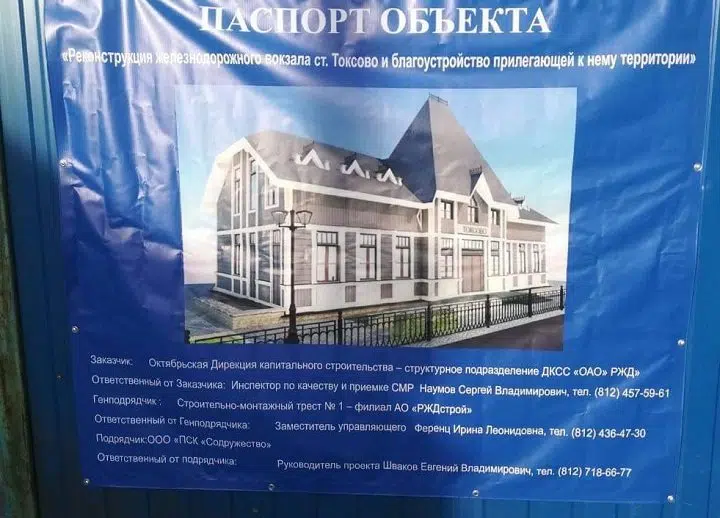 ПАСПОРТ ОБЪЕКТА
«Реконструкция железнодорожного вокзала ст. Токсово и благоустройство прилегающей к нему территории»
ТОКСОВО
Заказчик: Октябрьская Дирекция капитального строительства – структурное подразделение ДКСС «ОАО» РЖД»
Ответственный от Заказчика: Инспектор по качеству и приемке СМР Наумов Сергей Владимирович, тел. (812) 457-59-61
Генподрядчик : Строительно-монтажный трест № 1 – филиал АО «РЖДстрой»
Ответственный от Генподрядчика: Заместитель управляющего Ференц Ирина Леонидовна, тел. (812) 436-47-30
Подрядчик:ООО «ПСК «Содружество»
Ответственный от подрядчика: Руководитель проекта Шваков Евгений Владимирович, тел. (812) 718-66-77